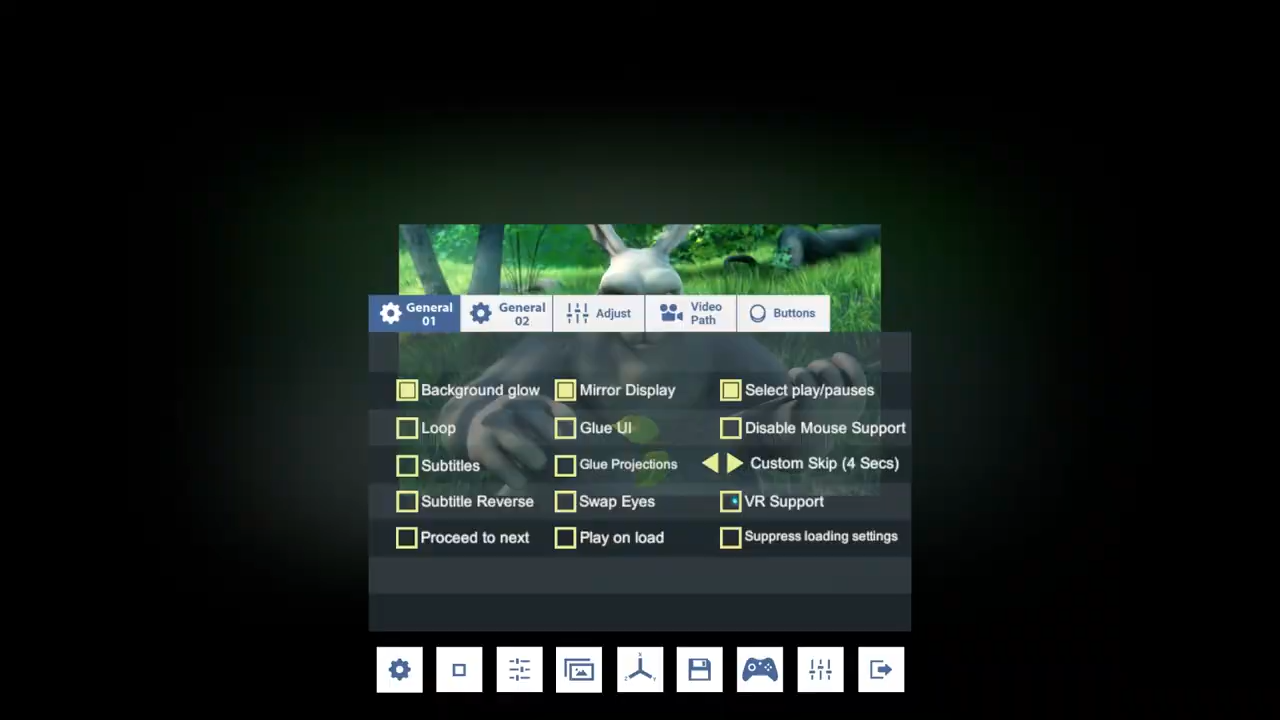 General 01
General 02
Adjust
Video Path
Buttons
Background glow
Mirror Display
Select play/pauses
Loop
Glue UI
Disable Mouse Support
Subtitles
Glue Projections
Custom Skip (4 Secs)
Subtitle Reverse
Swap Eyes
VR Support
Proceed to next
Play on load
Suppress loading settings